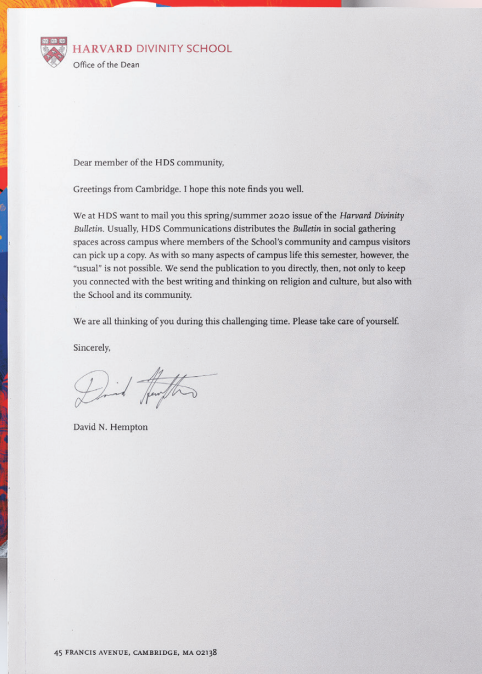 HARVARD DIVINITY SCHOOL
Office of the Dean
Dear member of the HDS community,
Greetings from Cambridge. I hope this note finds you well.
We at HDS want to mail you this spring/summer 2020 issue of the Harvard Divinity
Bulletin. Usually, HDS Communications distributes the Bulletin in social gathering
spaces across campus where members of the School's community and campus visitors
can pick up a copy. As with so many aspects of campus life this semester, however, the
"usual" is not possible. We send the publication to you directly, then, not only to keep
you connected with the best writing and thinking on religion and culture, but also with
the School and its community.
We are all thinking of you during this challenging time. Please take care of yourself.
Sincerely,
David Hempton
David N. Hempton
45 FRANCIS AVENUE, CAMBRIDGE, MA 02138